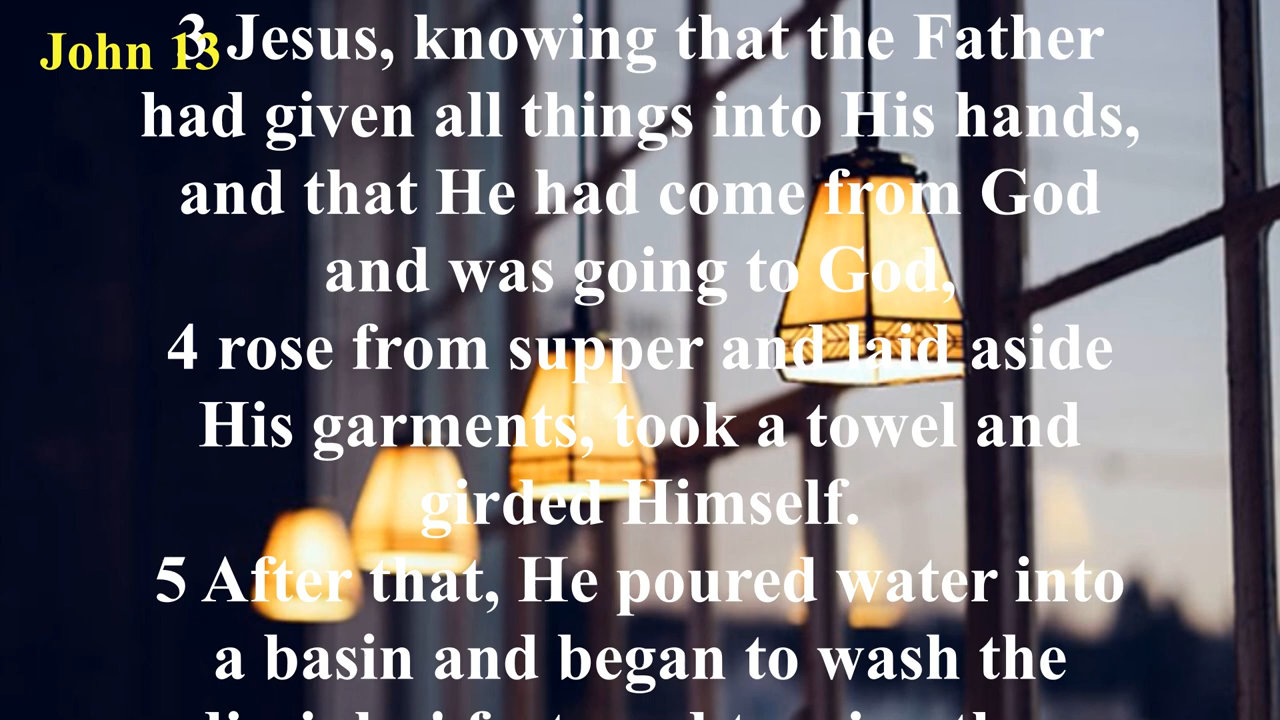 John 13
3 Jesus, knowing that the Father
had given all things into His hands,
and that He had come from God
and was going to God,
4 rose from supper and laid aside
His garments, took a towel and
girded Himself.
5 After that, He poured water into
a basin and began to wash the